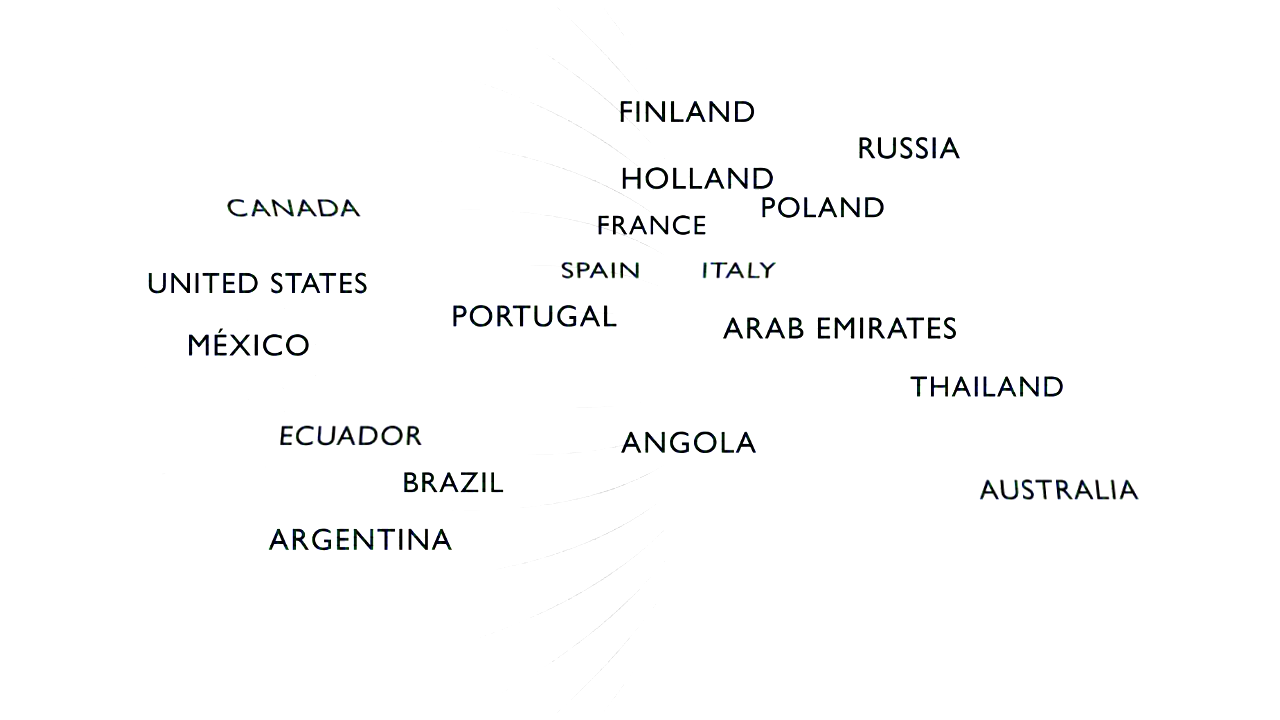 FINLAND
RUSSIA
HOLLAND
CANADA
POLAND
FRANCE
SPAIN
ITALY
UNITED STATES
PORTUGAL
ARAB EMIRATES
MÉXICO
THAILAND
ECUADOR
ANGOLA
BRAZIL
AUSTRALIA
ARGENTINA